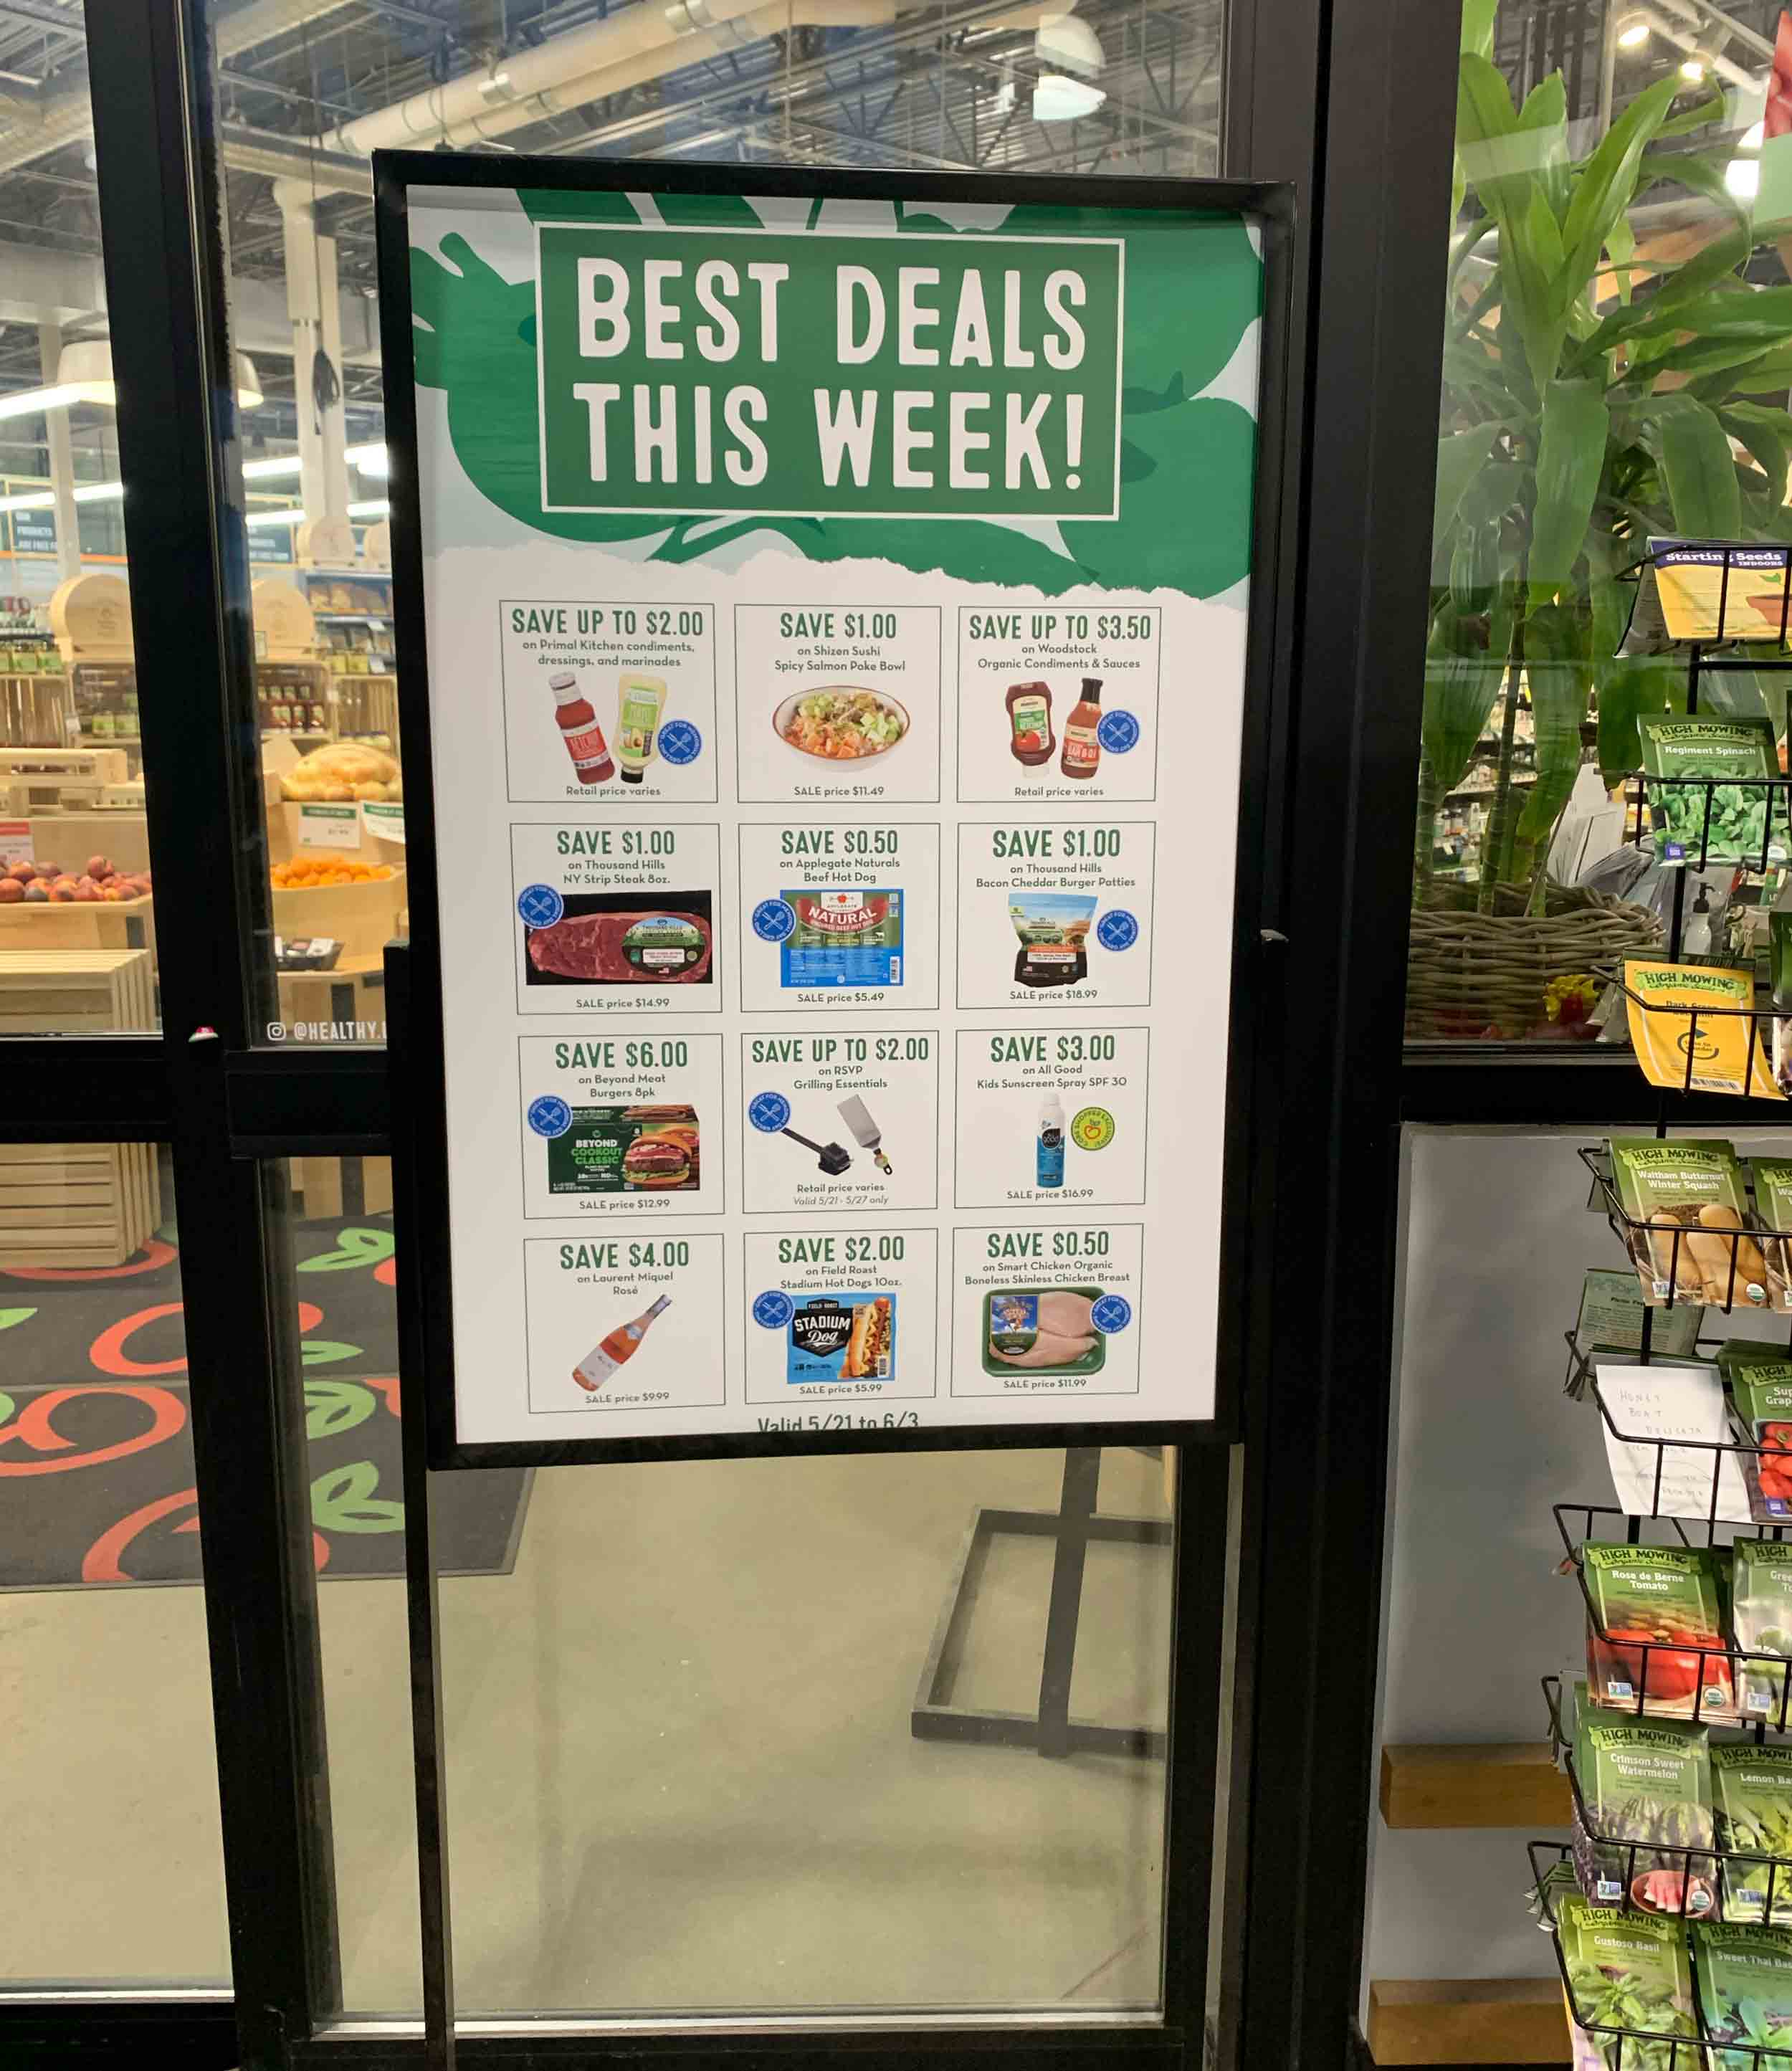 BEST DEALS
THIS WEEK!
SAVE UP TO $2.00
on Primal Kitchen condiments,
dressings, and marinades
Retail price varies
SAVE $1.00
on Shizen Sushi
Spicy Salmon Poke Bowl
SALE price $11.49
SAVE UP TO $3.50
on Woodstock
Organic Condiments & Sauces
Retail price varies
SAVE $1.00
on Thousand Hills
NY Strip Steak 8oz.
SALE price $14.99
SAVE $0.50
on Applegate Naturals
Beef Hot Dog
NATURAL
SALE price $5.49
SAVE $1.00
on Thousand Hills
Bacon Cheddar Burger Patties
SALE price $18.99
SAVE $6.00
on Beyond Meat
Burgers 8pk
BEYOND
COOKOUT
CLASSIC
SALE price $12.99
SAVE UP TO $2.00
on RSVP
Grilling Essentials
Retail price varies
Valid 5/21 - 5/27 only
SAVE $3.00
on All Good
Kids Sunscreen Spray SPF 30
SALE price $16.99
SAVE $4.00
on Laurent Miquel
Rosé
SALE price $9.99
SAVE $2.00
on Field Roast
Stadium Hot Dogs 10oz.
FIELD ROAST
STADIUM
Dog
SALE price $5.99
SAVE $0.50
on Smart Chicken Organic
Boneless Skinless Chicken Breast
SALE price $11.99
Valid 5/21 to 6/3
@HEALTHY.
Starting Seeds
INDOORS
HIGH MOWING
Regiment Spinach
HIGH MOWING
Dark Green
HIGH MOWING
Waltham Butternut
Winter Squash
HONEY
BOAT
DELICATA
HIGH MOWING
Rose de Berne
Tomato
HIGH
HIGH MOWING
Crimson Sweet
Watermelon
HIGH
Lemon
HIGH MOWING
Gustoso Basil
HIGH
Sweet Thai